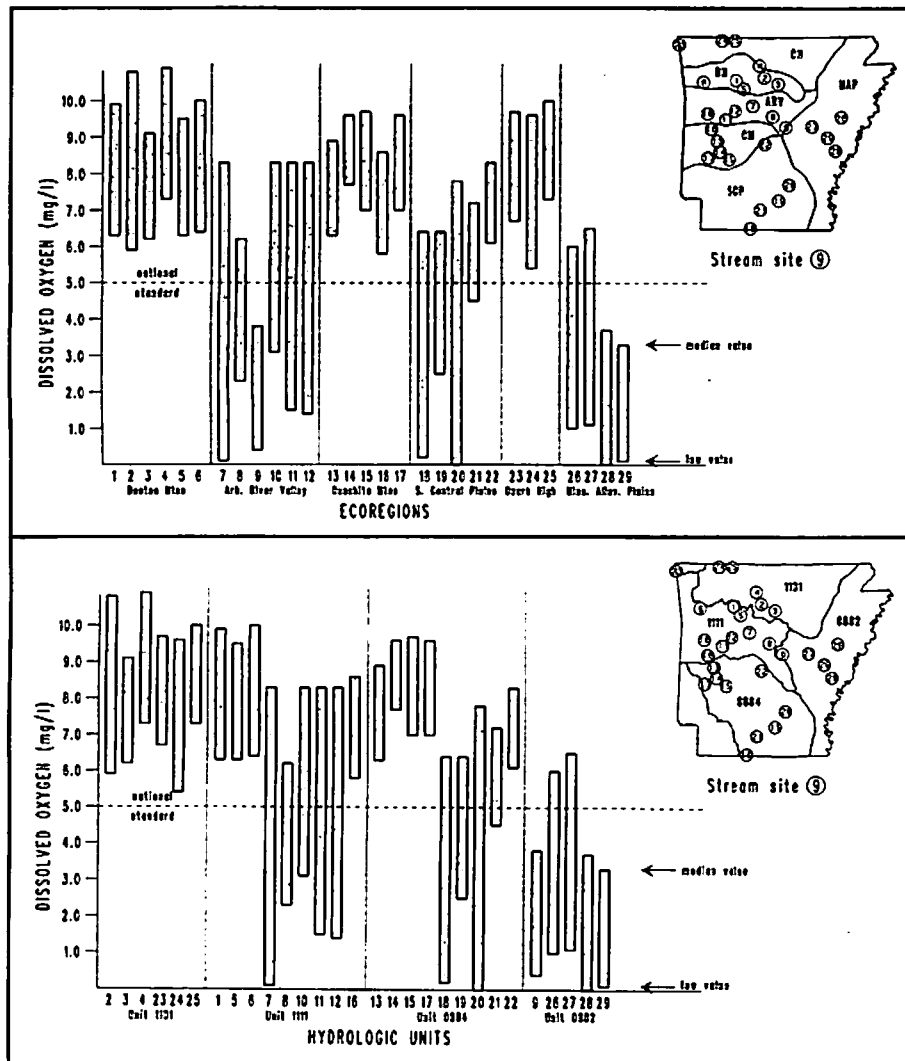 DISSOLVED OXYGEN (mg/l)
10.0
9.0
8.0
7.0
6.0
5.0
4.0
3.0
2.0
1.0
national
standard
median value
low value
1 2 3 4 5 6 7 8 9 10 11 12 13 14 15 16 17 18 19 20 21 22 23 24 25 26 27 28 29
Boston Mtns Ark. River Valley Ouachita Mtns S. Central Plains Ozark High Miss. Alluv. Plains
ECOREGIONS
BM
ARV
MAP
SCP
Stream site 9
DISSOLVED OXYGEN (mg/l)
10.0
9.0
8.0
7.0
6.0
5.0
4.0
3.0
2.0
1.0
national
standard
median value
low value
2 3 4 23 24 25 1 5 6 7 8 10 11 12 16 13 14 15 17 18 19 20 21 22 9 26 27 28 29
Unit 1131 Unit 1111 Unit 0804 Unit 0802
HYDROLOGIC UNITS
1131
1111
Stream site 9